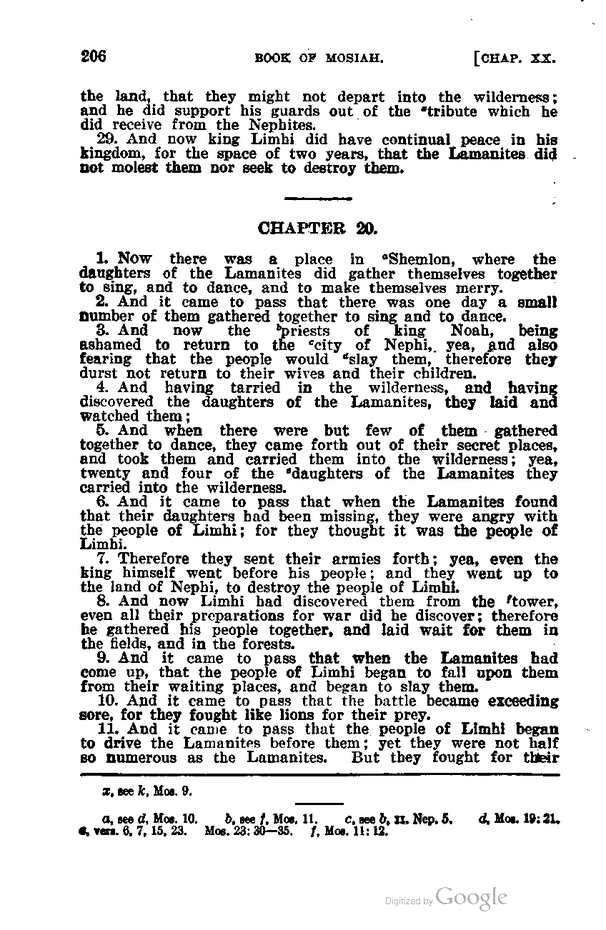 206 BOOK OF MOSIAH. [CHAP. XX.
the land, that they might not depart into the wilderness;
and he did support his guards out of the ˣtribute which he
did receive from the Nephites.
29. And now king Limhi did have continual peace in his
kingdom, for the space of two years, that the Lamanites did
not molest them nor seek to destroy them.
CHAPTER 20.
1. Now there was a place in ᵃShemlon, where the
daughters of the Lamanites did gather themselves together
to sing, and to dance, and to make themselves merry.
2. And it came to pass that there was one day a small
number of them gathered together to sing and to dance.
3. And now the ᵇpriests of king Noah, being
ashamed to return to the ᶜcity of Nephi, yea, and also
fearing that the people would ᵈslay them, therefore they
durst not return to their wives and their children.
4. And having tarried in the wilderness, and having
discovered the daughters of the Lamanites, they laid and
watched them;
5. And when there were but few of them gathered
together to dance, they came forth out of their secret places,
and took them and carried them into the wilderness; yea,
twenty and four of the ᵉdaughters of the Lamanites they
carried into the wilderness.
6. And it came to pass that when the Lamanites found
that their daughters had been missing, they were angry with
the people of Limhi; for they thought it was the people of
Limhi.
7. Therefore they sent their armies forth; yea, even the
king himself went before his people; and they went up to
the land of Nephi, to destroy the people of Limhi.
8. And now Limhi had discovered them from the ᶠtower,
even all their preparations for war did he discover; therefore
he gathered his people together, and laid wait for them in
the fields, and in the forests.
9. And it came to pass that when the Lamanites had
come up, that the people of Limhi began to fall upon them
from their waiting places, and began to slay them.
10. And it came to pass that the battle became exceeding
sore, for they fought like lions for their prey.
11. And it came to pass that the people of Limhi began
to drive the Lamanites before them; yet they were not half
so numerous as the Lamanites. But they fought for their
x, see k, Mos. 9.
a, see d, Mos. 10. b, see f, Mos. 11. c, see b, II. Nep. 5. d, Mos. 19:21.
e, vers. 6, 7, 15, 23. Mos. 23:30—35. f, Mos. 11:12.
Digitized by Google